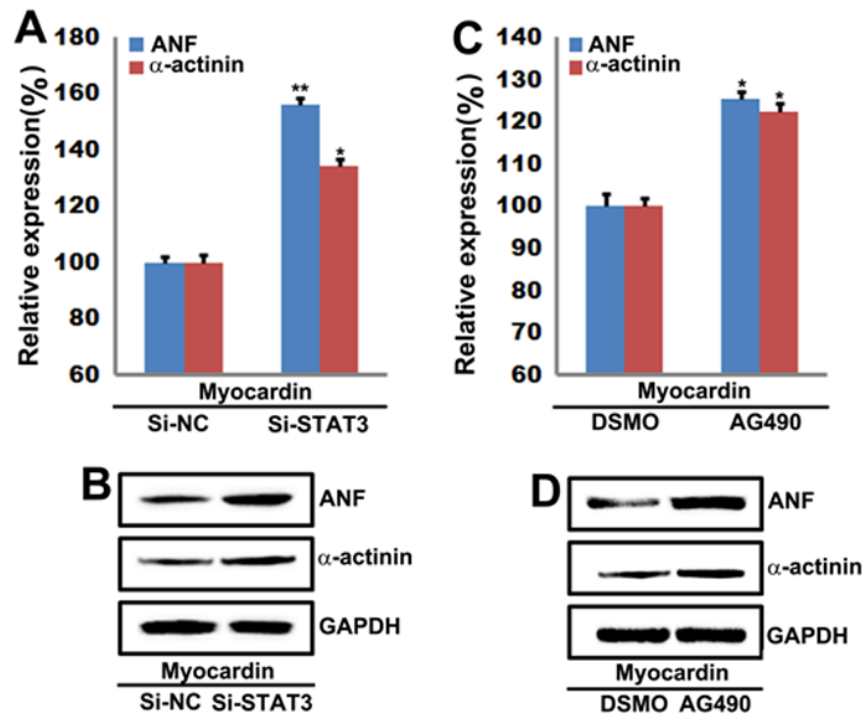 A
Relative expression(%)
180
160
140
120
100
80
60
ANF
α-actinin
**
*
Myocardin
Si-NC Si-STAT3
C
Relative expression(%)
140
130
120
110
100
90
80
70
60
ANF
α-actinin
*
*
Myocardin
DSMO AG490
B
ANF
α-actinin
GAPDH
Myocardin
Si-NC Si-STAT3
D
ANF
α-actinin
GAPDH
Myocardin
DSMO AG490